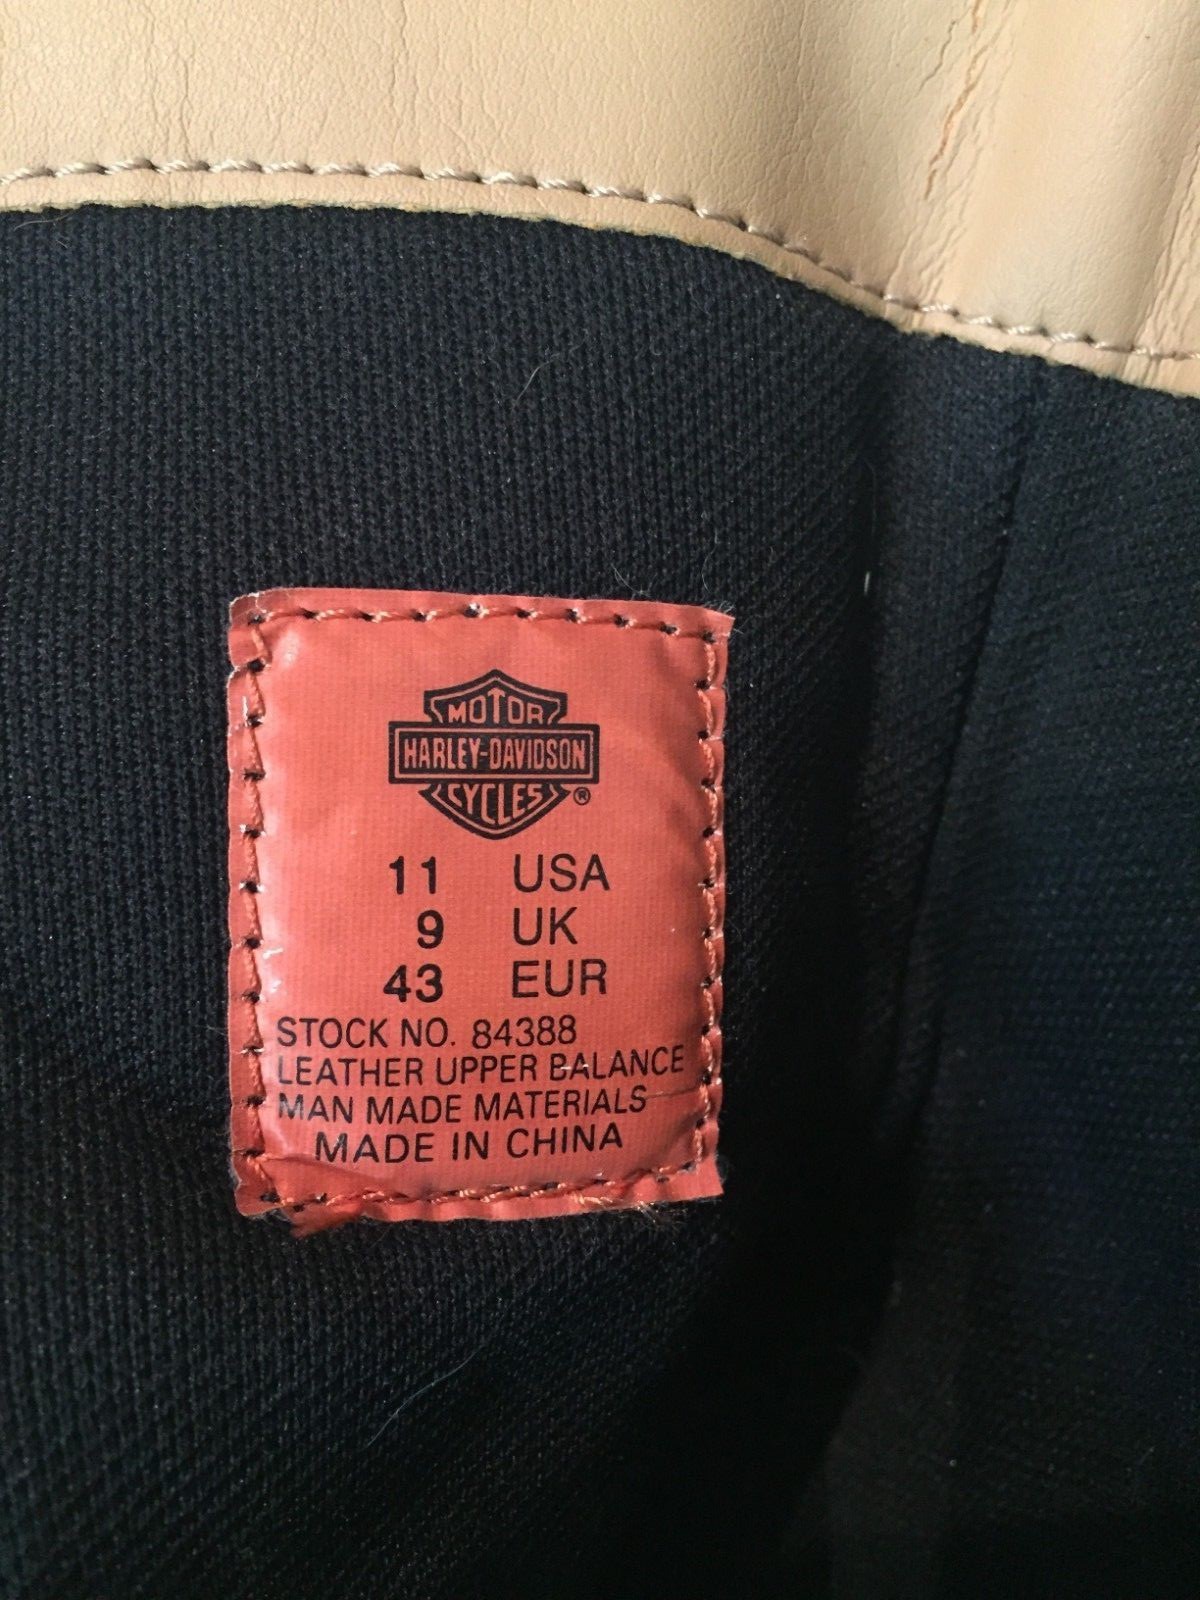 MOTOR
HARLEY-DAVIDSON
CYCLES ®
11 USA
9 UK
43 EUR
STOCK NO. 84388
LEATHER UPPER BALANCE
MAN MADE MATERIALS
MADE IN CHINA